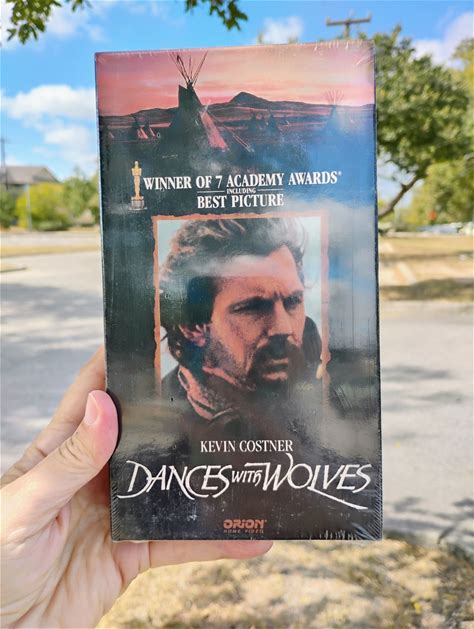 WINNER OF 7 ACADEMY AWARDS®
INCLUDING
BEST PICTURE
KEVIN COSTNER
DANCES WITH WOLVES
ORION
HOME VIDEO